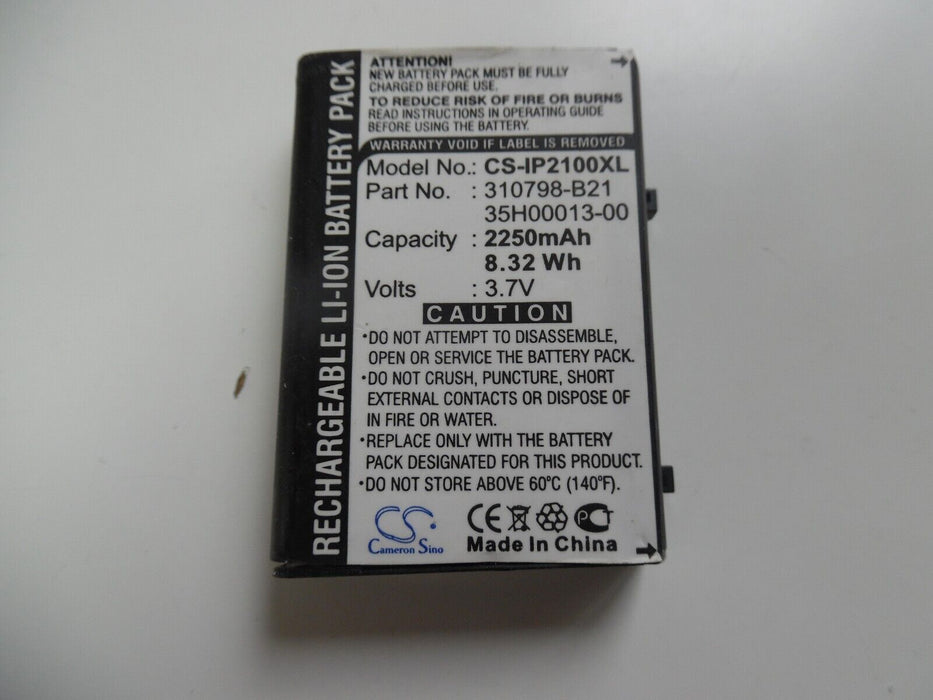 RECHARGEABLE LI-ION BATTERY PACK
ATTENTION!
NEW BATTERY PACK MUST BE FULLY
CHARGED BEFORE USE.
TO REDUCE RISK OF FIRE OR BURNS
READ INSTRUCTIONS IN OPERATING GUIDE
BEFORE USING THE BATTERY.
WARRANTY VOID IF LABEL IS REMOVED
Model No.: CS-IP2100XL
Part No. : 310798-B21
35H00013-00
Capacity : 2250mAh
8.32 Wh
Volts : 3.7V
CAUTION
•DO NOT ATTEMPT TO DISASSEMBLE,
OPEN OR SERVICE THE BATTERY PACK.
•DO NOT CRUSH, PUNCTURE, SHORT
EXTERNAL CONTACTS OR DISPOSE OF
IN FIRE OR WATER.
•REPLACE ONLY WITH THE BATTERY
PACK DESIGNATED FOR THIS PRODUCT.
•DO NOT STORE ABOVE 60°C (140°F).
CS
Cameron Sino
CE PCT
Made In China